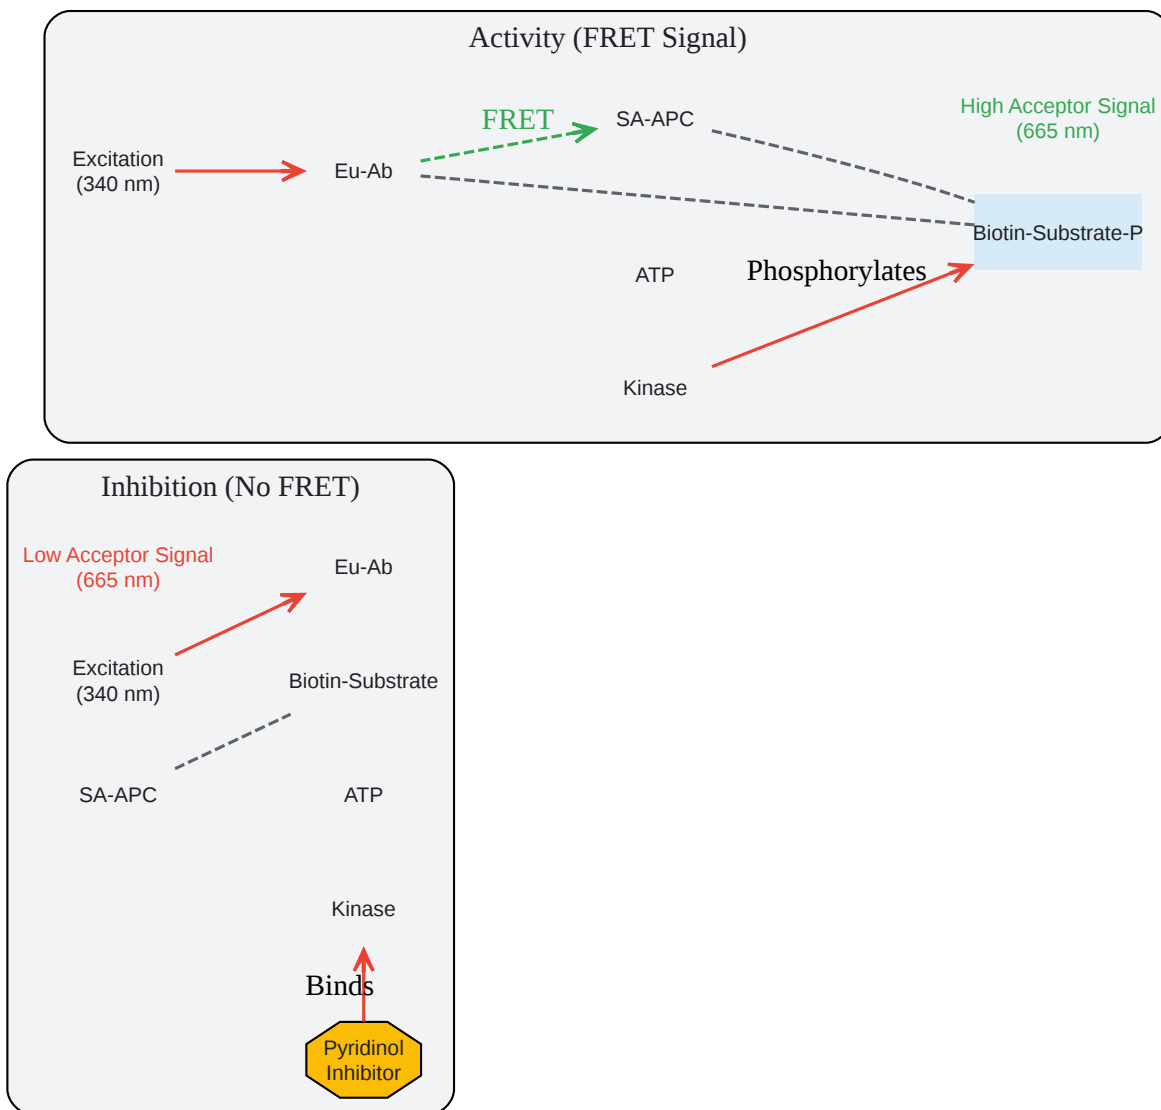 Activity (FRET Signal)
FRET
SA-APC
High Acceptor Signal
(665 nm)
Excitation
(340 nm)
Eu-Ab
Biotin-Substrate-P
ATP
Phosphorylates
Kinase
Inhibition (No FRET)
Low Acceptor Signal
(665 nm)
Eu-Ab
Excitation
(340 nm)
Biotin-Substrate
SA-APC
ATP
Kinase
Binds
Pyridinol
Inhibitor